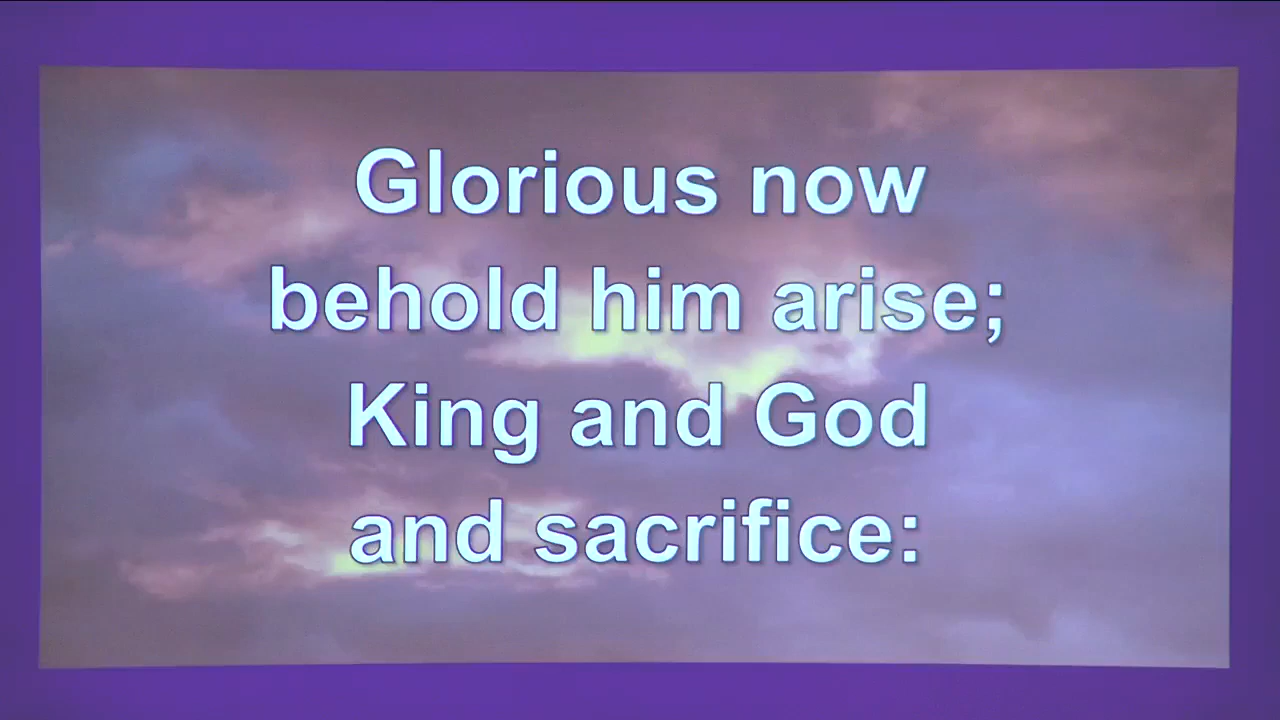 Glorious now
behold him arise;
King and God
and sacrifice: